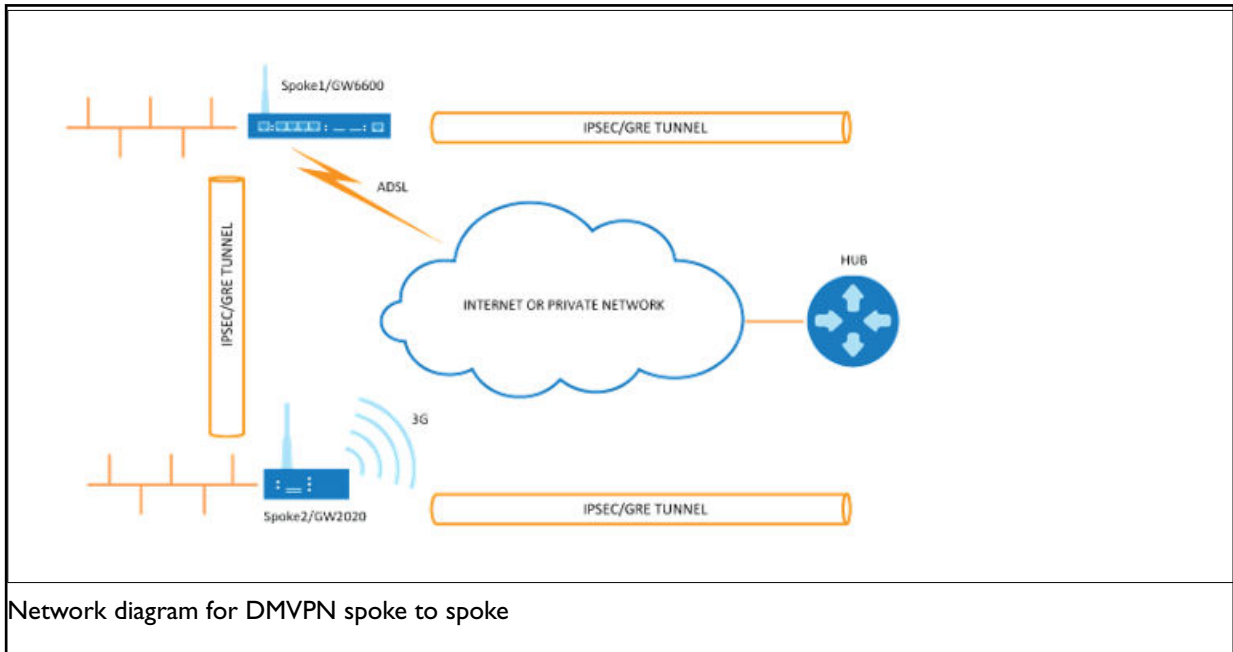 Spoke1/GW6600
IPSEC/GRE TUNNEL
ADSL
IPSEC/GRE TUNNEL
HUB
INTERNET OR PRIVATE NETWORK
3G
Spoke2/GW2020
IPSEC/GRE TUNNEL
Network diagram for DMVPN spoke to spoke